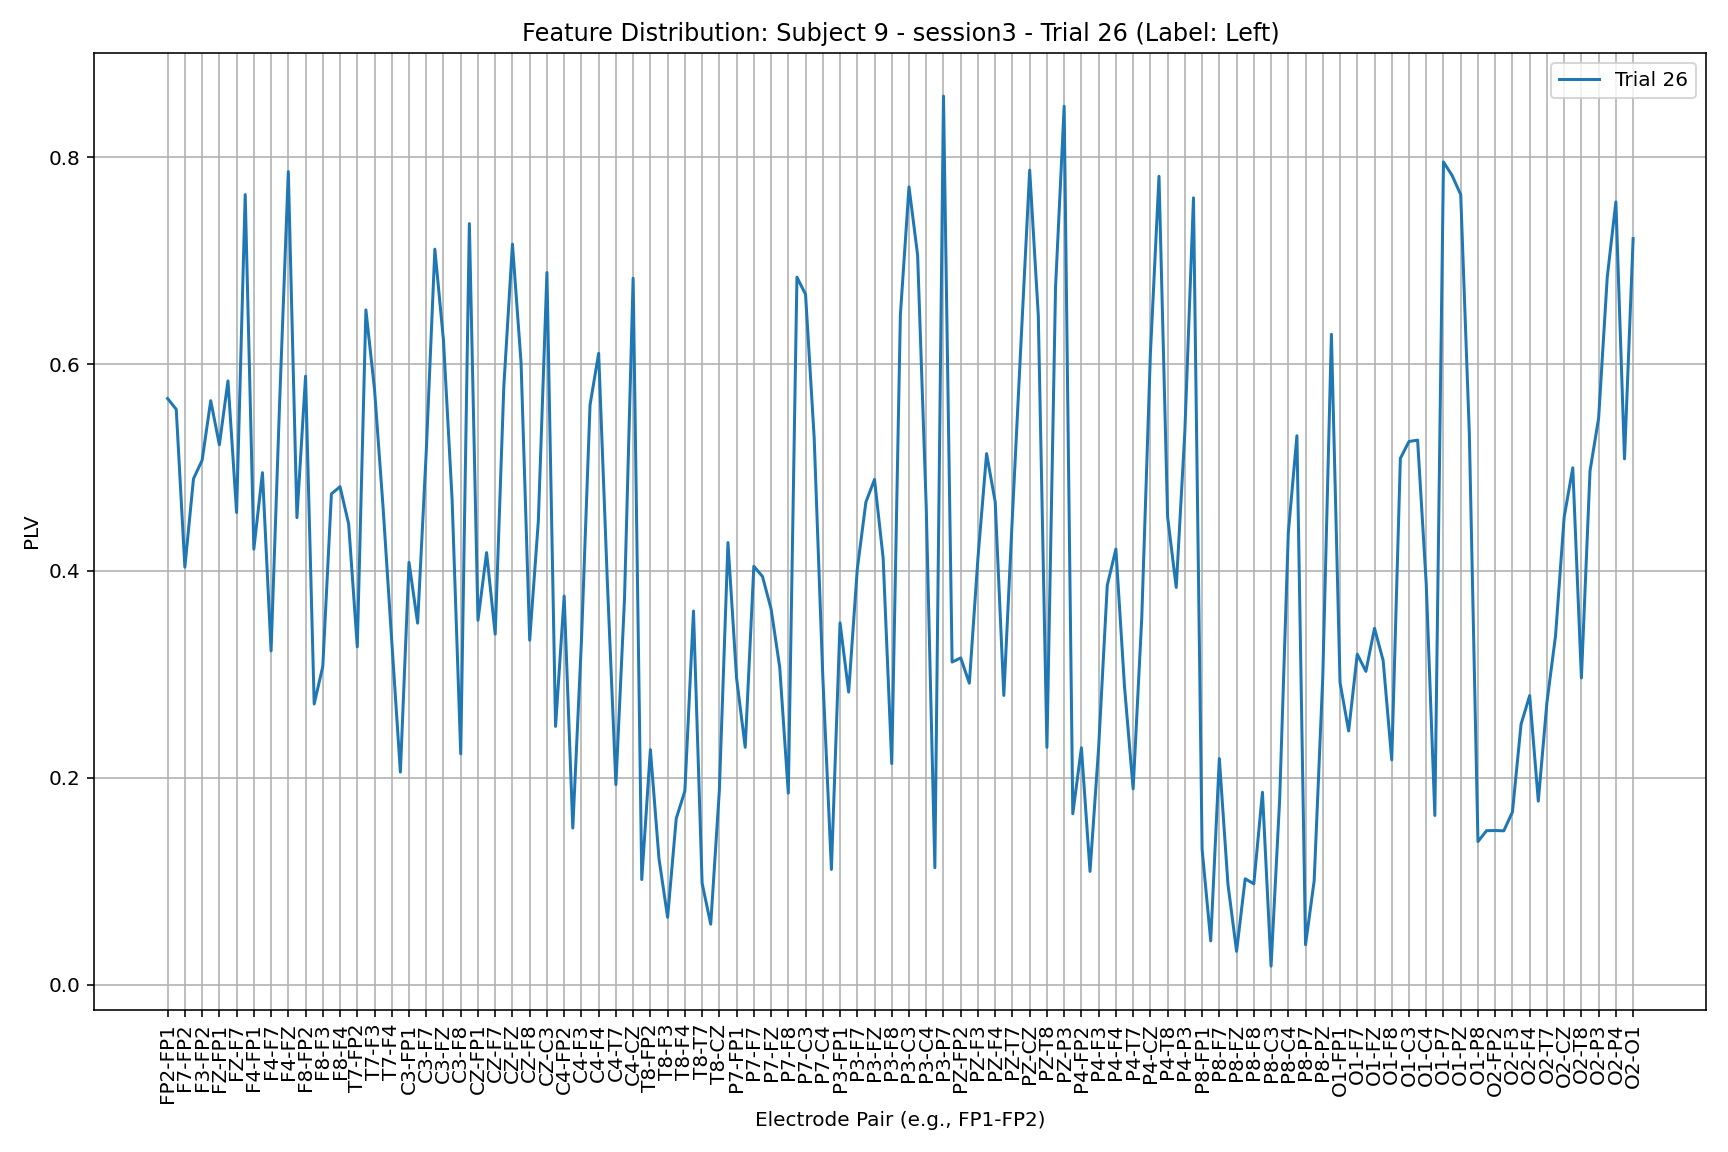 Feature Distribution: Subject 9 - session3 - Trial 26 (Label: Left)
Trial 26
PLV
0.8
0.6
0.4
0.2
0.0
FP2-FP1
F7-FP2
F3-FP2
FZ-FP1
FZ-F7
F4-FP1
F4-F7
F4-FZ
F8-FP2
F8-F3
F8-F4
T7-FP2
T7-F3
T7-F4
C3-FP1
C3-F7
C3-FZ
C3-F8
CZ-FP1
CZ-F7
CZ-FZ
CZ-F8
CZ-C3
C4-FP2
C4-F3
C4-F4
C4-T7
C4-CZ
T8-FP2
T8-F3
T8-F4
T8-T7
T8-CZ
P7-FP1
P7-F7
P7-FZ
P7-F8
P7-C3
P7-C4
P3-FP1
P3-F7
P3-FZ
P3-F8
P3-C3
P3-C4
P3-P7
PZ-FP2
PZ-F3
PZ-F4
PZ-T7
PZ-CZ
PZ-T8
PZ-P3
P4-FP2
P4-F3
P4-F4
P4-T7
P4-CZ
P4-T8
P4-P3
P8-FP1
P8-F7
P8-FZ
P8-F8
P8-C3
P8-C4
P8-P7
P8-PZ
O1-FP1
O1-F7
O1-FZ
O1-F8
O1-C3
O1-C4
O1-P7
O1-PZ
O1-P8
O2-FP2
O2-F3
O2-F4
O2-T7
O2-CZ
O2-T8
O2-P3
O2-P4
O2-O1
Electrode Pair (e.g., FP1-FP2)